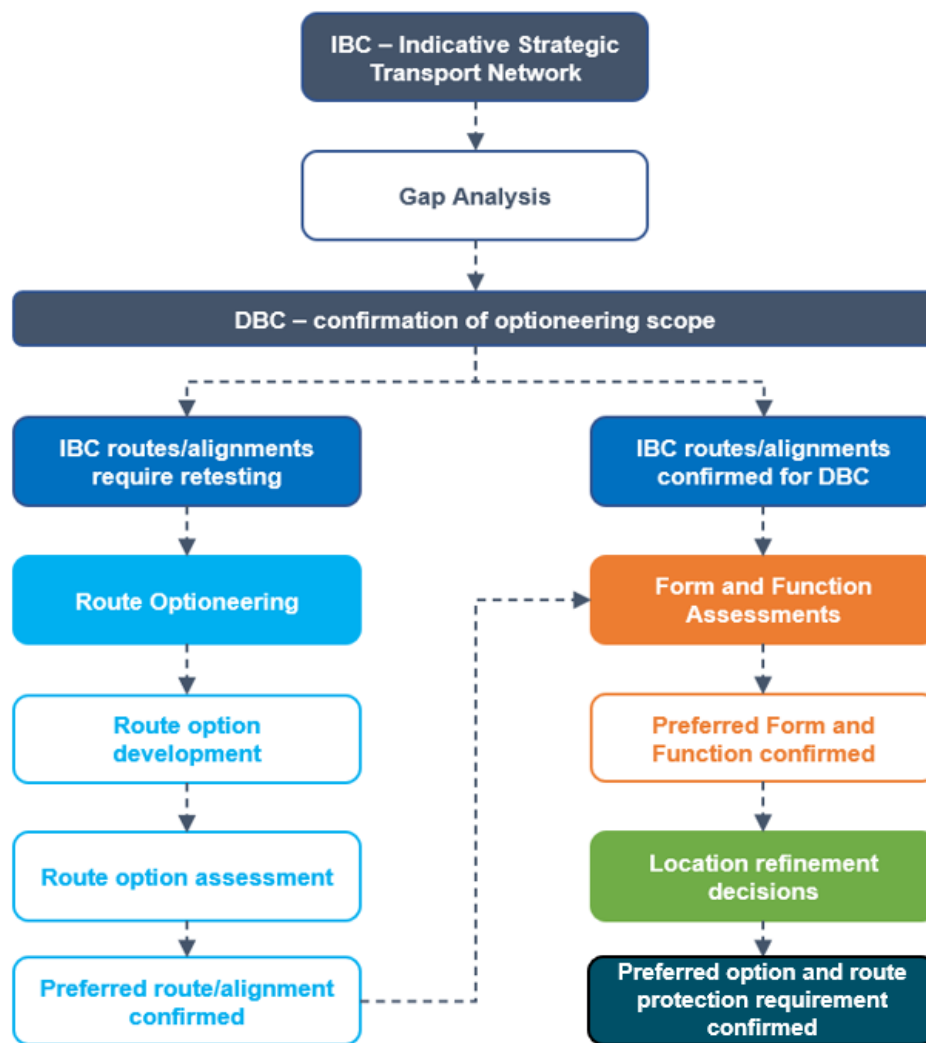 IBC – Indicative Strategic
Transport Network
Gap Analysis
DBC – confirmation of optioneering scope
IBC routes/alignments
require retesting
Route Optioneering
Route option
development
Route option assessment
Preferred route/alignment
confirmed
IBC routes/alignments
confirmed for DBC
Form and Function
Assessments
Preferred Form and
Function confirmed
Location refinement
decisions
Preferred option and route
protection requirement
confirmed